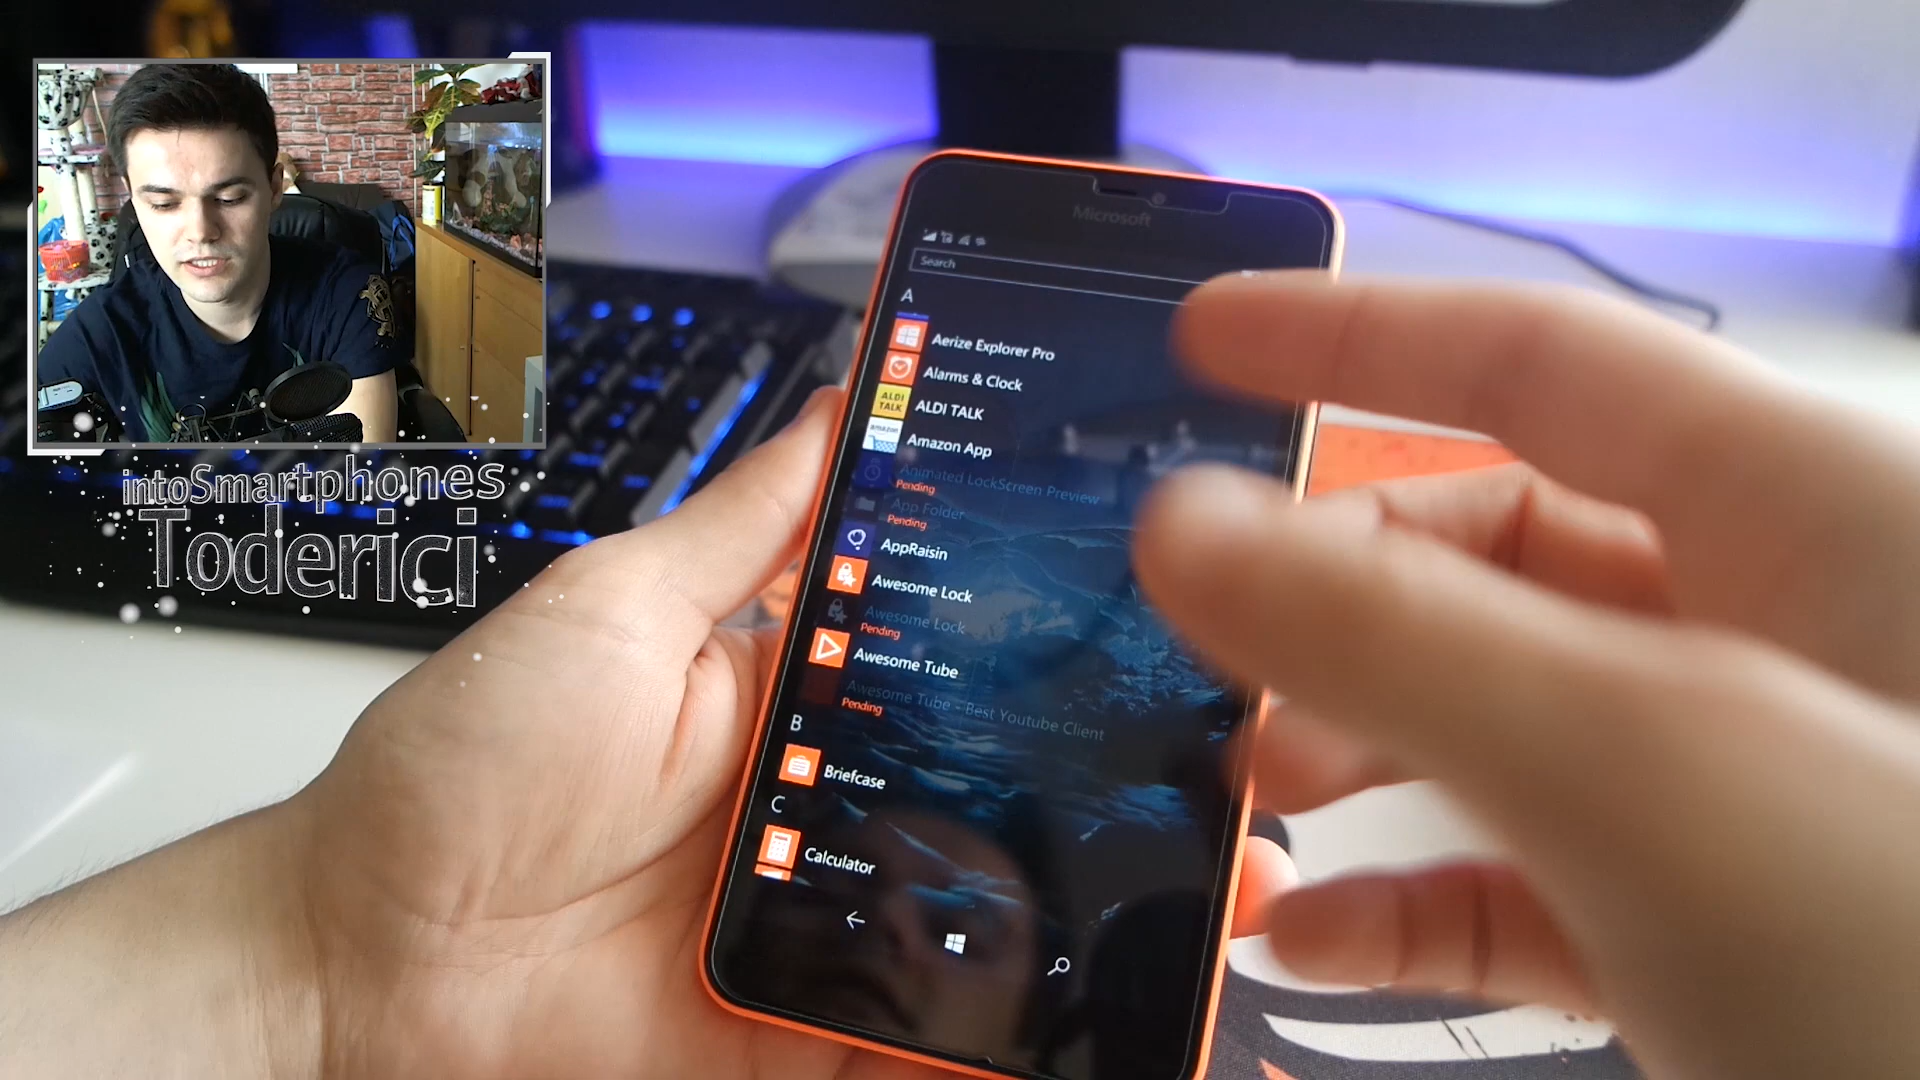 intoSmartphones
Toderici
Microsoft
Search
A
Aerize Explorer Pro
Alarms & Clock
ALDI TALK
ALDI TALK
amazon
Amazon App
Animated LockScreen Preview
Pending
App Folder
Pending
AppRaisin
Awesome Lock
Awesome Lock
Pending
Awesome Tube
Awesome Tube - Best Youtube Client
Pending
B
Briefcase
C
Calculator